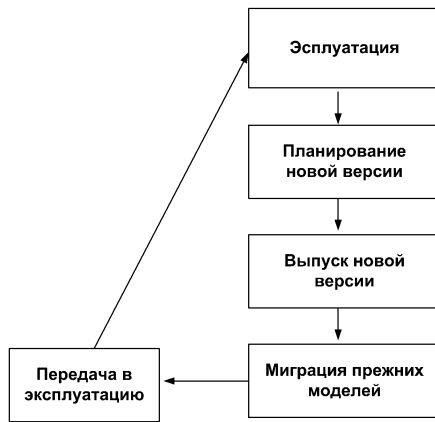 Эсплуатация
Планирование
новой версии
Выпуск новой
версии
Миграция прежних
моделей
Передача в
эксплуатацию